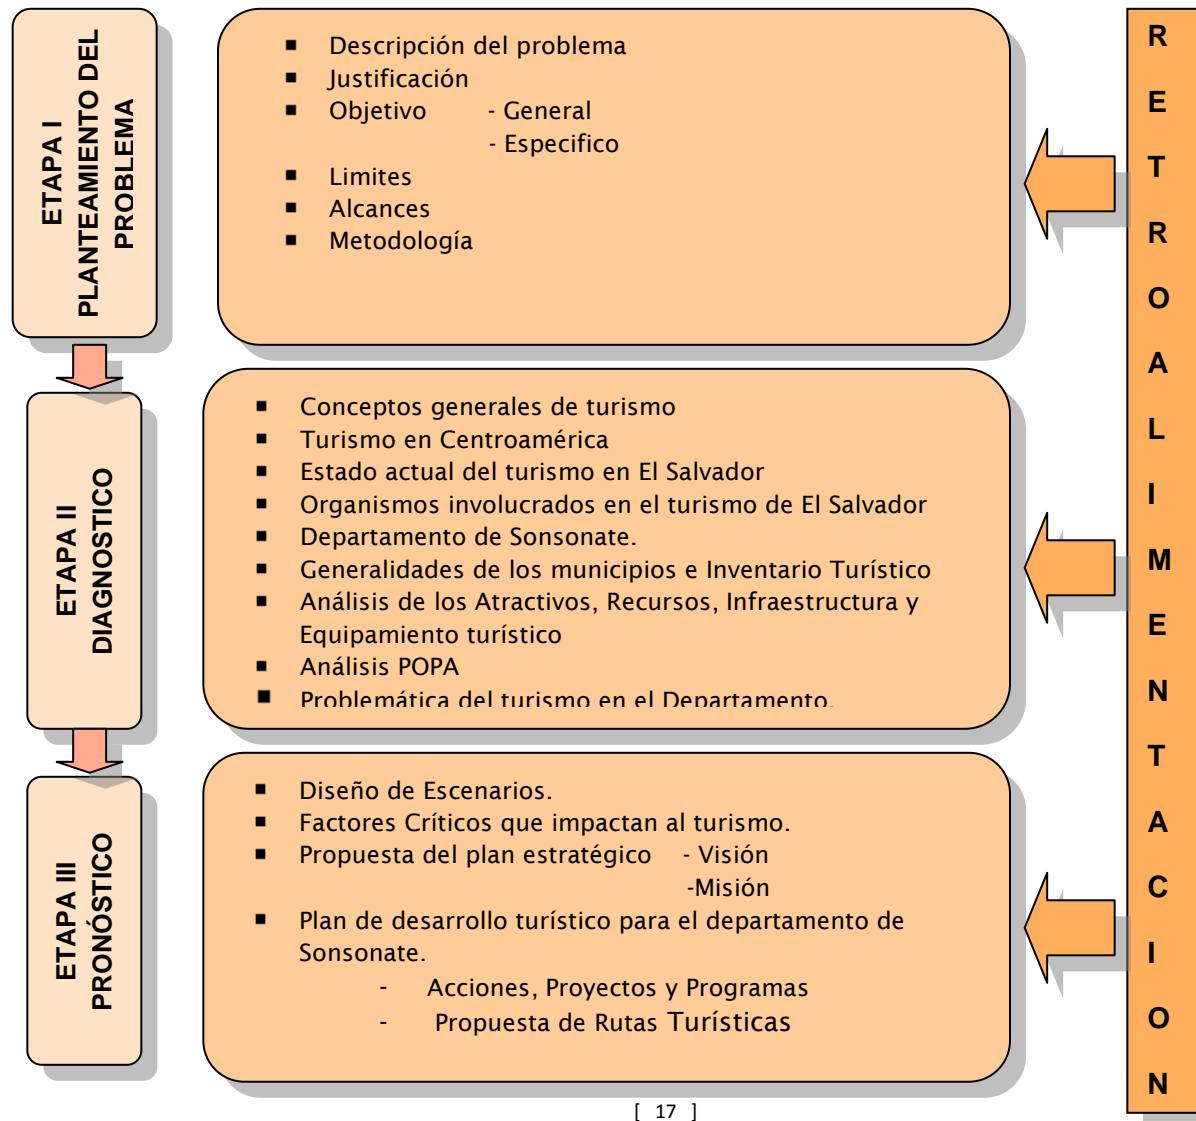 ETAPA I
PLANTEAMIENTO DEL
PROBLEMA
▪ Descripción del problema
▪ Justificación
▪ Objetivo - General
- Especifico
▪ Limites
▪ Alcances
▪ Metodología
ETAPA II
DIAGNOSTICO
▪ Conceptos generales de turismo
▪ Turismo en Centroamérica
▪ Estado actual del turismo en El Salvador
▪ Organismos involucrados en el turismo de El Salvador
▪ Departamento de Sonsonate.
▪ Generalidades de los municipios e Inventario Turístico
▪ Análisis de los Atractivos, Recursos, Infraestructura y
Equipamiento turístico
▪ Análisis POPA
▪ Problemática del turismo en el Departamento.
ETAPA III
PRONÓSTICO
▪ Diseño de Escenarios.
▪ Factores Críticos que impactan al turismo.
▪ Propuesta del plan estratégico - Visión
-Misión
▪ Plan de desarrollo turístico para el departamento de
Sonsonate.
- Acciones, Proyectos y Programas
- Propuesta de Rutas Turísticas
R
E
T
R
O
A
L
I
M
E
N
T
A
C
I
O
N
[ 17 ]